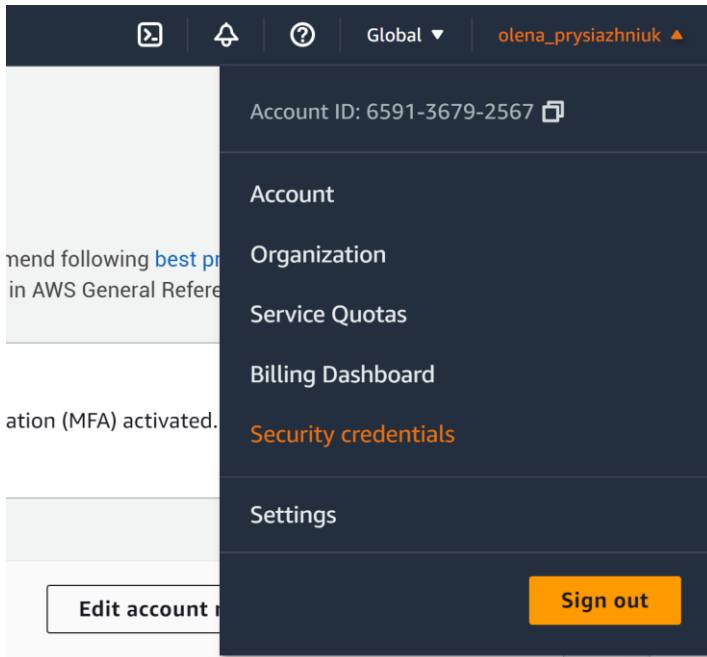 Global ▼
olena_prysiazhniuk ▲
Account ID: 6591-3679-2567
Account
Organization
Service Quotas
Billing Dashboard
Security credentials
Settings
Sign out
mend following best pr
in AWS General Refere
ation (MFA) activated.
Edit account